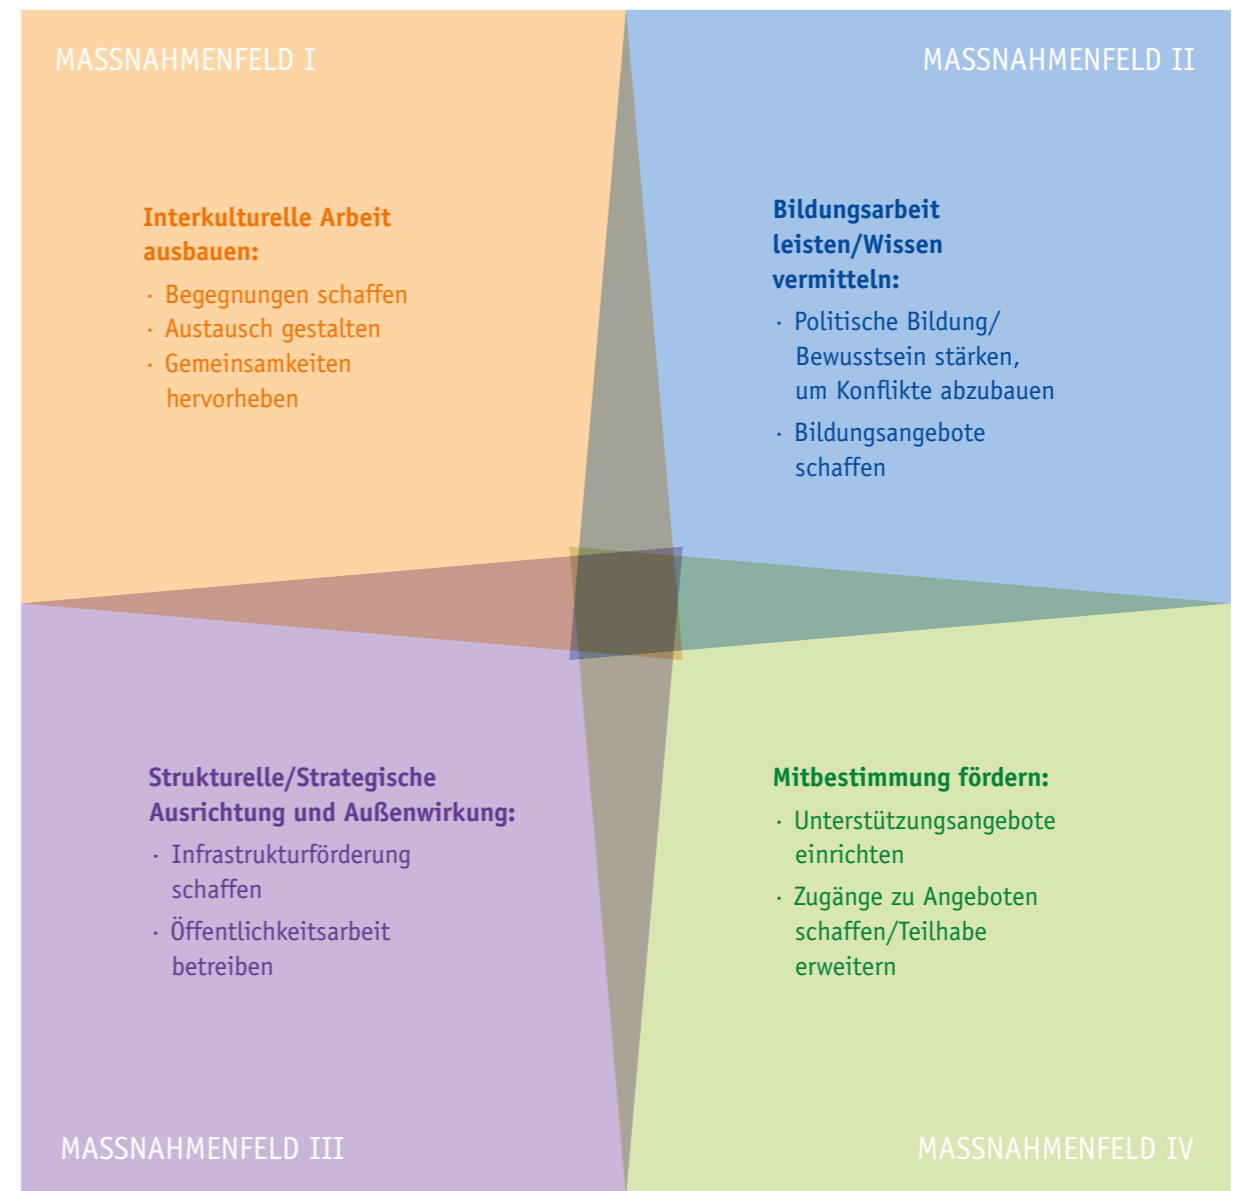 MASSNAHMENFELD I
Interkulturelle Arbeit
ausbauen:
· Begegnungen schaffen
· Austausch gestalten
· Gemeinsamkeiten
hervorheben
MASSNAHMENFELD II
Bildungsarbeit
leisten/Wissen
vermitteln:
· Politische Bildung/
Bewusstsein stärken,
um Konflikte abzubauen
· Bildungsangebote
schaffen
Strukturelle/Strategische
Ausrichtung und Außenwirkung:
· Infrastrukturförderung
schaffen
· Öffentlichkeitsarbeit
betreiben
MASSNAHMENFELD III
Mitbestimmung fördern:
· Unterstützungsangebote
einrichten
· Zugänge zu Angeboten
schaffen/Teilhabe
erweitern
MASSNAHMENFELD IV